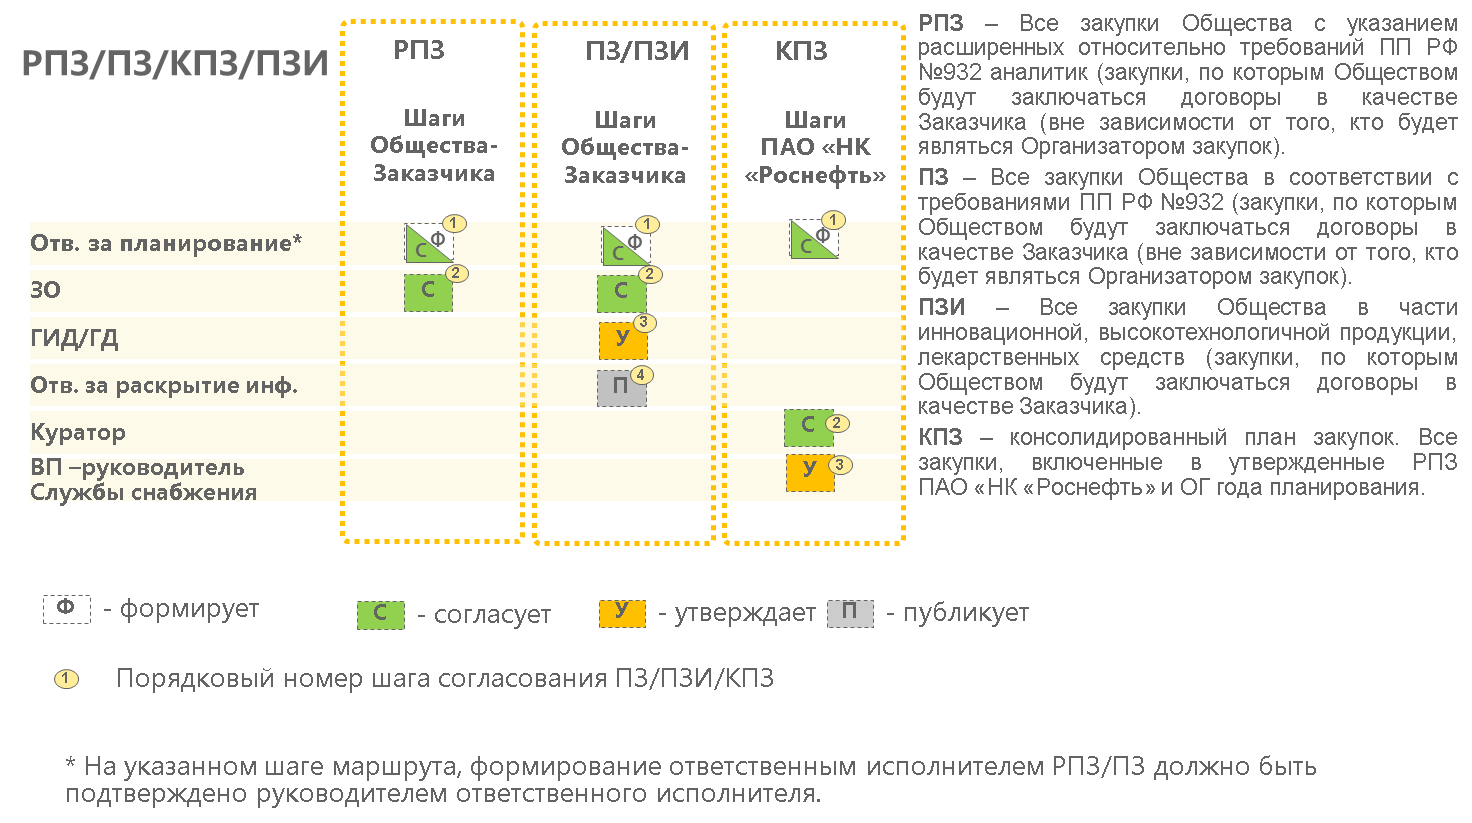 РПЗ/ПЗ/КПЗ/ПЗИ
РПЗ
Шаги
Общества-
Заказчика
ПЗ/ПЗИ
Шаги
Общества-
Заказчика
КПЗ
Шаги
ПАО «НК
«Роснефть»
Отв. за планирование*
Ф
С
1
Ф
С
1
Ф
С
1
ЗО
С
2
С
2
ГИД/ГД
У
3
Отв. за раскрытие инф.
П
4
Куратор
С
2
ВП –руководитель
Службы снабжения
У
3
РПЗ – Все закупки Общества с указанием
расширенных относительно требований ПП РФ
№932 аналитик (закупки, по которым Обществом
будут заключаться договоры в качестве
Заказчика (вне зависимости от того, кто будет
являться Организатором закупок).
ПЗ – Все закупки Общества в соответствии с
требованиями ПП РФ №932 (закупки, по которым
Обществом будут заключаться договоры в
качестве Заказчика (вне зависимости от того, кто
будет являться Организатором закупок).
ПЗИ – Все закупки Общества в части
инновационной, высокотехнологичной продукции,
лекарственных средств (закупки, по которым
Обществом будут заключаться договоры в
качестве Заказчика).
КПЗ – консолидированный план закупок. Все
закупки, включенные в утвержденные РПЗ
ПАО «НК «Роснефть» и ОГ года планирования.
Ф - формирует
С - согласует
У - утверждает
П - публикует
1 Порядковый номер шага согласования ПЗ/ПЗИ/КПЗ
* На указанном шаге маршрута, формирование ответственным исполнителем РПЗ/ПЗ должно быть
подтверждено руководителем ответственного исполнителя.